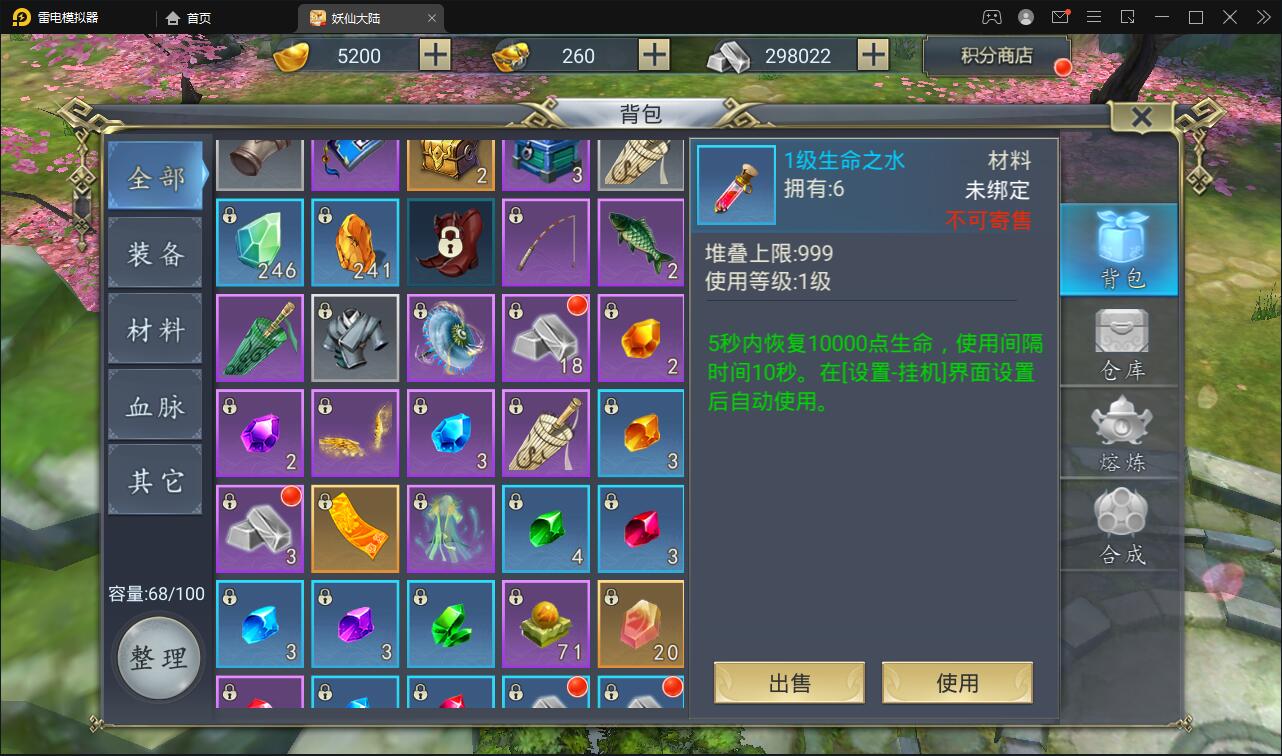 雷电模拟器
首页
妖仙大陆
5200
260
298022
积分商店
背包
全部
装备
材料
血脉
其它
容量:68/100
整理
2
3
246
241
2
18
2
2
3
3
3
4
3
3
3
71
20
1级生命之水
材料
拥有:6
未绑定
不可寄售
堆叠上限:999
使用等级:1级
5秒内恢复10000点生命，使用间隔
时间10秒。在[设置-挂机]界面设置
后自动使用。
出售
使用
背包
仓库
熔炼
合成